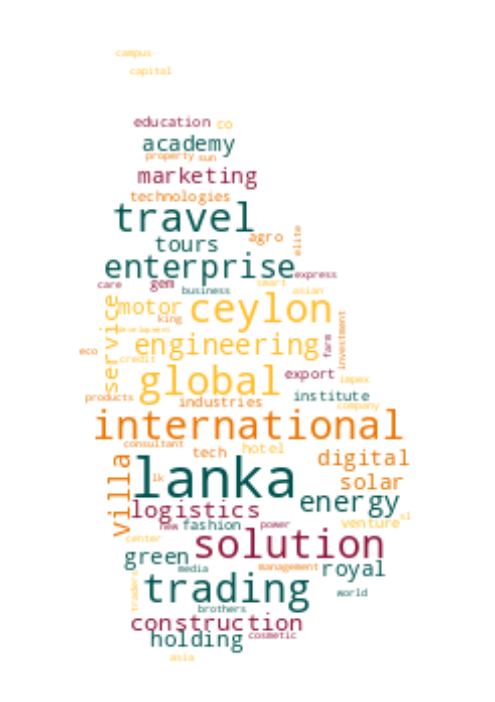 campus
capital
education co
academy
property sun
marketing
technologies
travel
tours agro elite
enterprise
care gem business smart express asian
service motor ceylon
king
development
engineering farm investment
eco credit
global export impex
products industries institute company
international
consultant tech hotel digital
villa lk lanka solar
energy
logistics
new fashion power venture sl
center solution
green media management royal
traders trading world
brothers
construction
holding cosmetic
asia